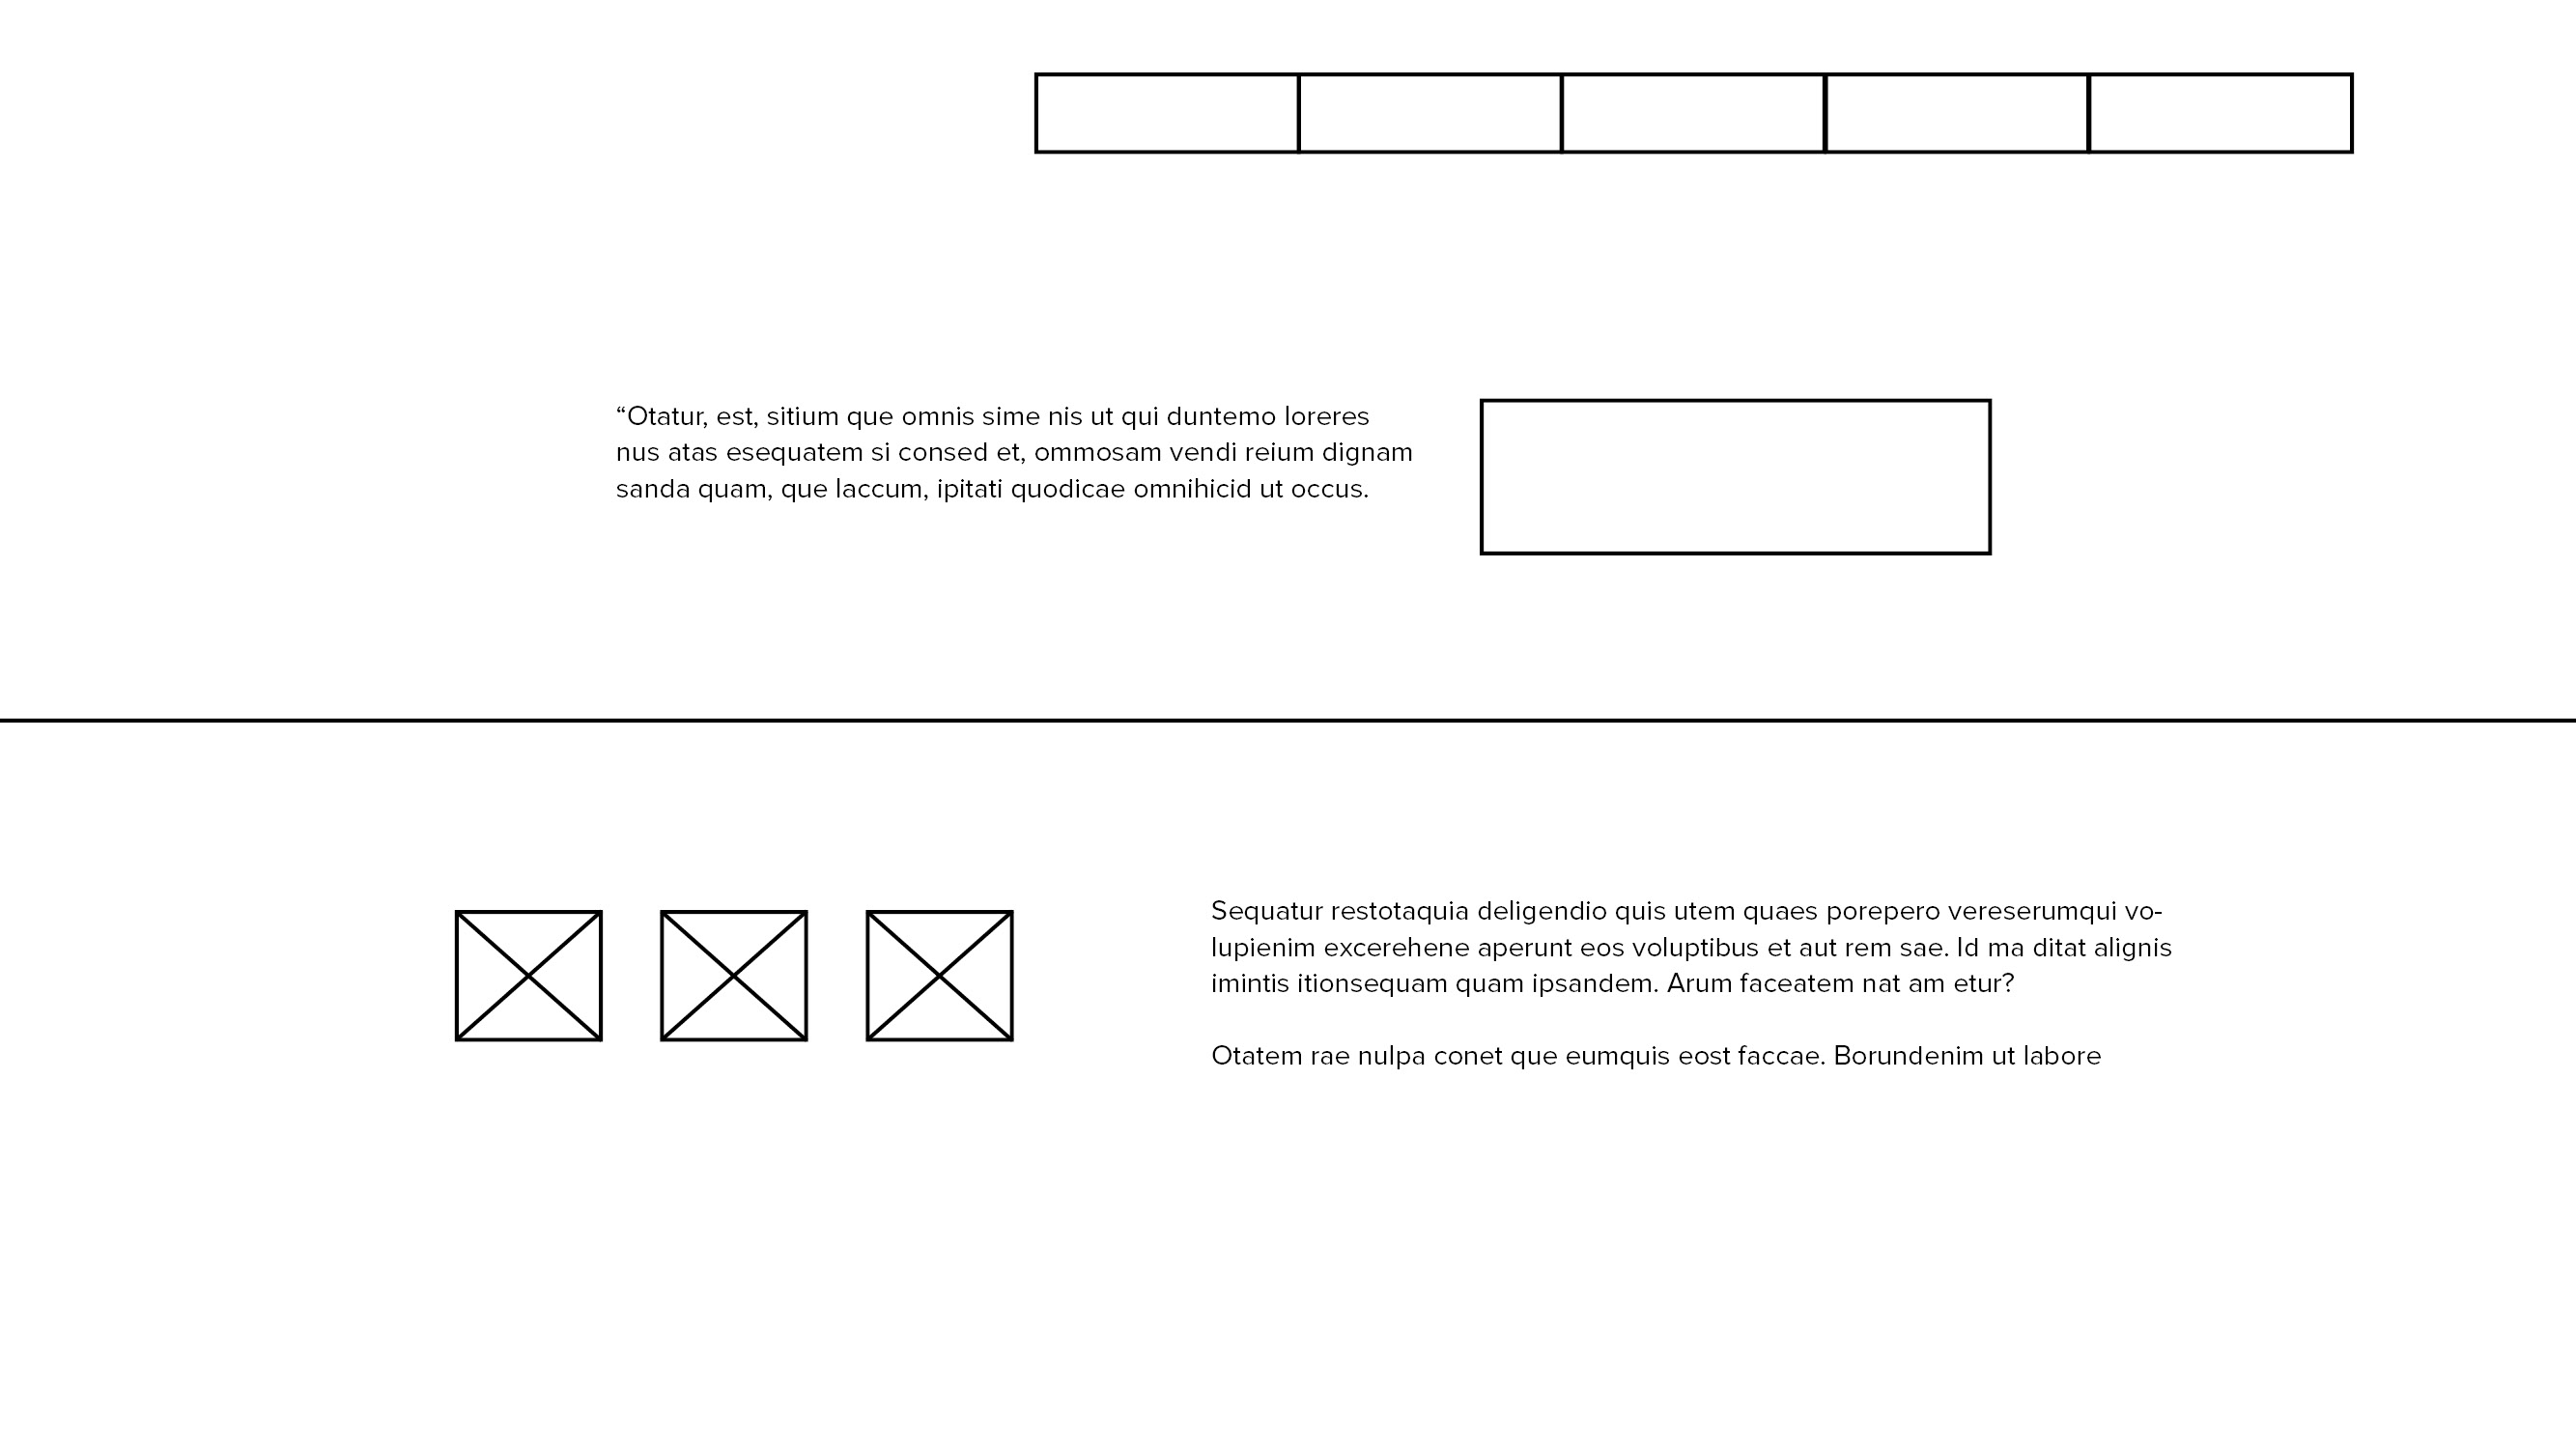 “Otatur, est, sitium que omnis sime nis ut qui duntemo loreres
nus atas esequatem si consed et, ommosam vendi reium dignam
sanda quam, que laccum, ipitati quodicae omnihicid ut occus.
Sequatur restotaquia deligendio quis utem quaes porepero vereserumqui vo-
lupienim excerehene aperunt eos voluptibus et aut rem sae. Id ma ditat alignis
imintis itionsequam quam ipsandem. Arum faceatem nat am etur?
Otatem rae nulpa conet que eumquis eost faccae. Borundenim ut labore